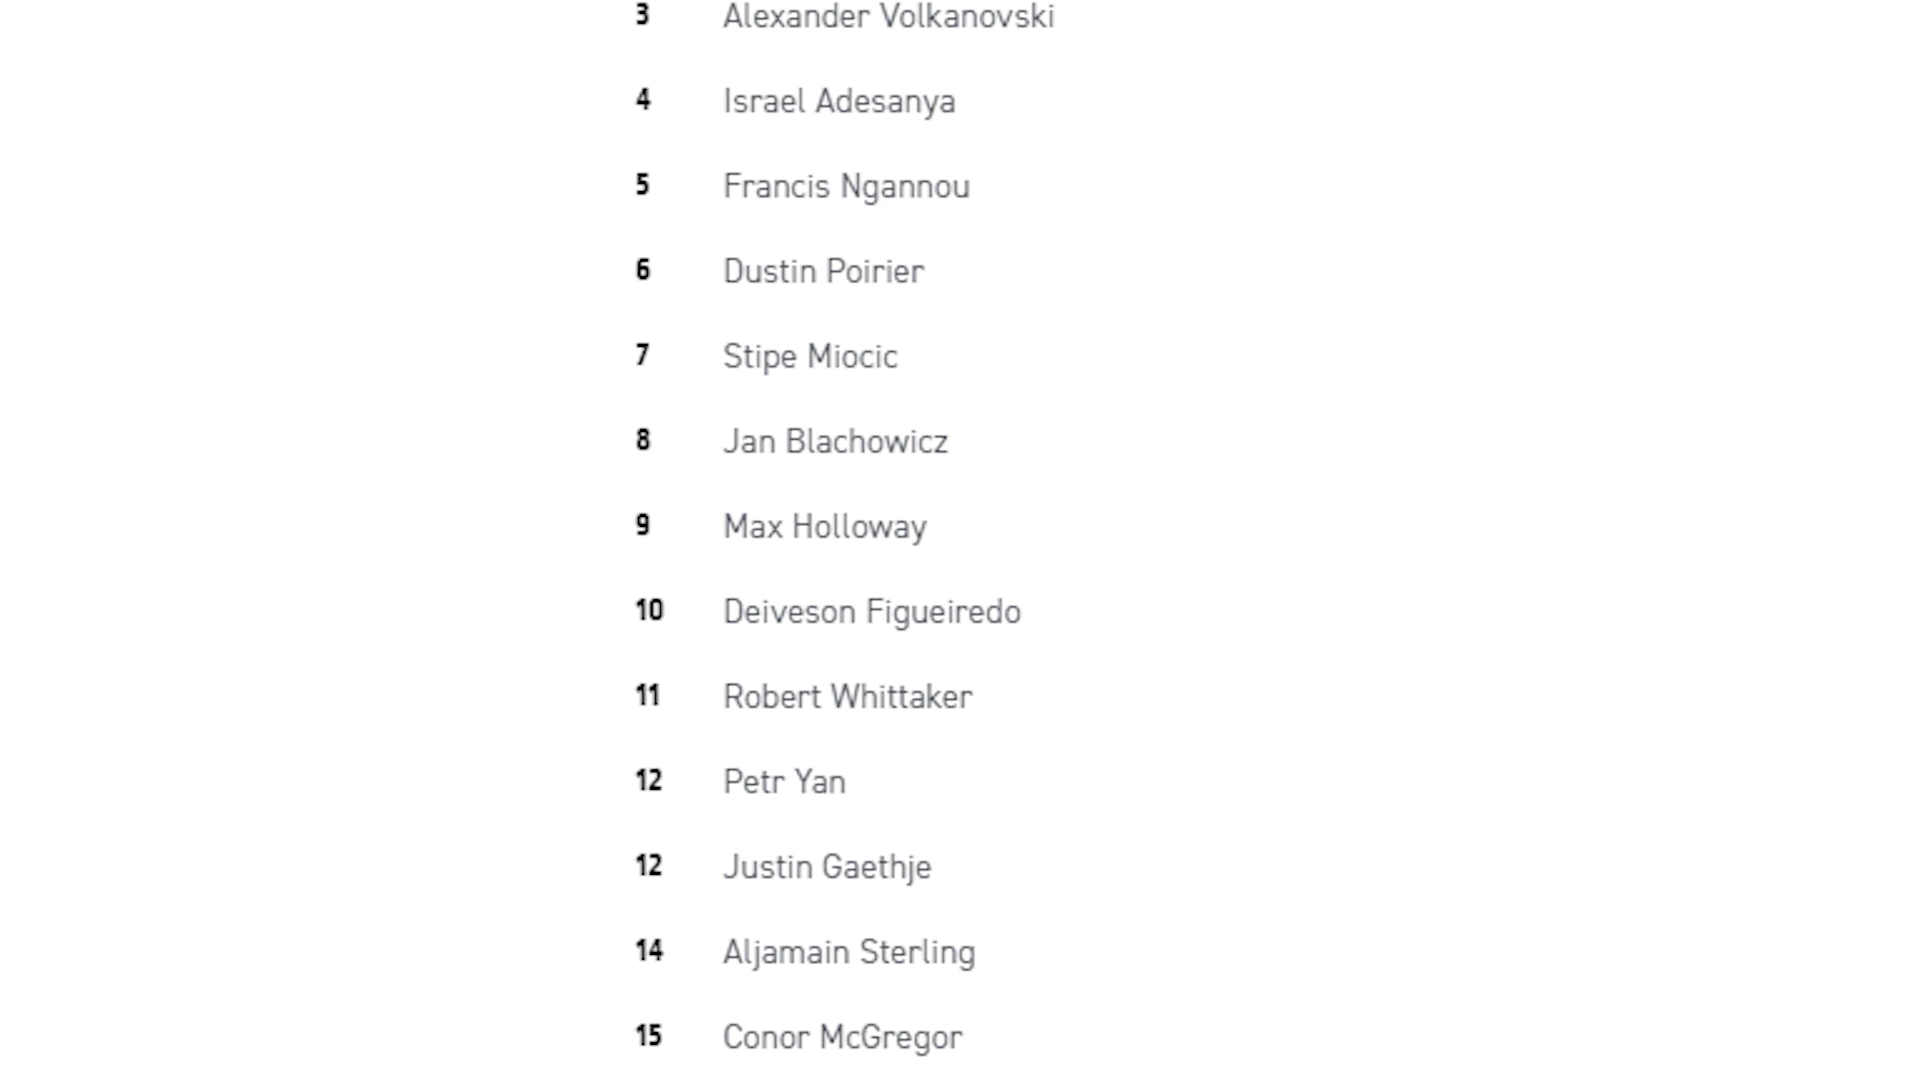 3 Alexander Volkanovski
4 Israel Adesanya
5 Francis Ngannou
6 Dustin Poirier
7 Stipe Miocic
8 Jan Blachowicz
9 Max Holloway
10 Deiveson Figueiredo
11 Robert Whittaker
12 Petr Yan
12 Justin Gaethje
14 Aljamain Sterling
15 Conor McGregor